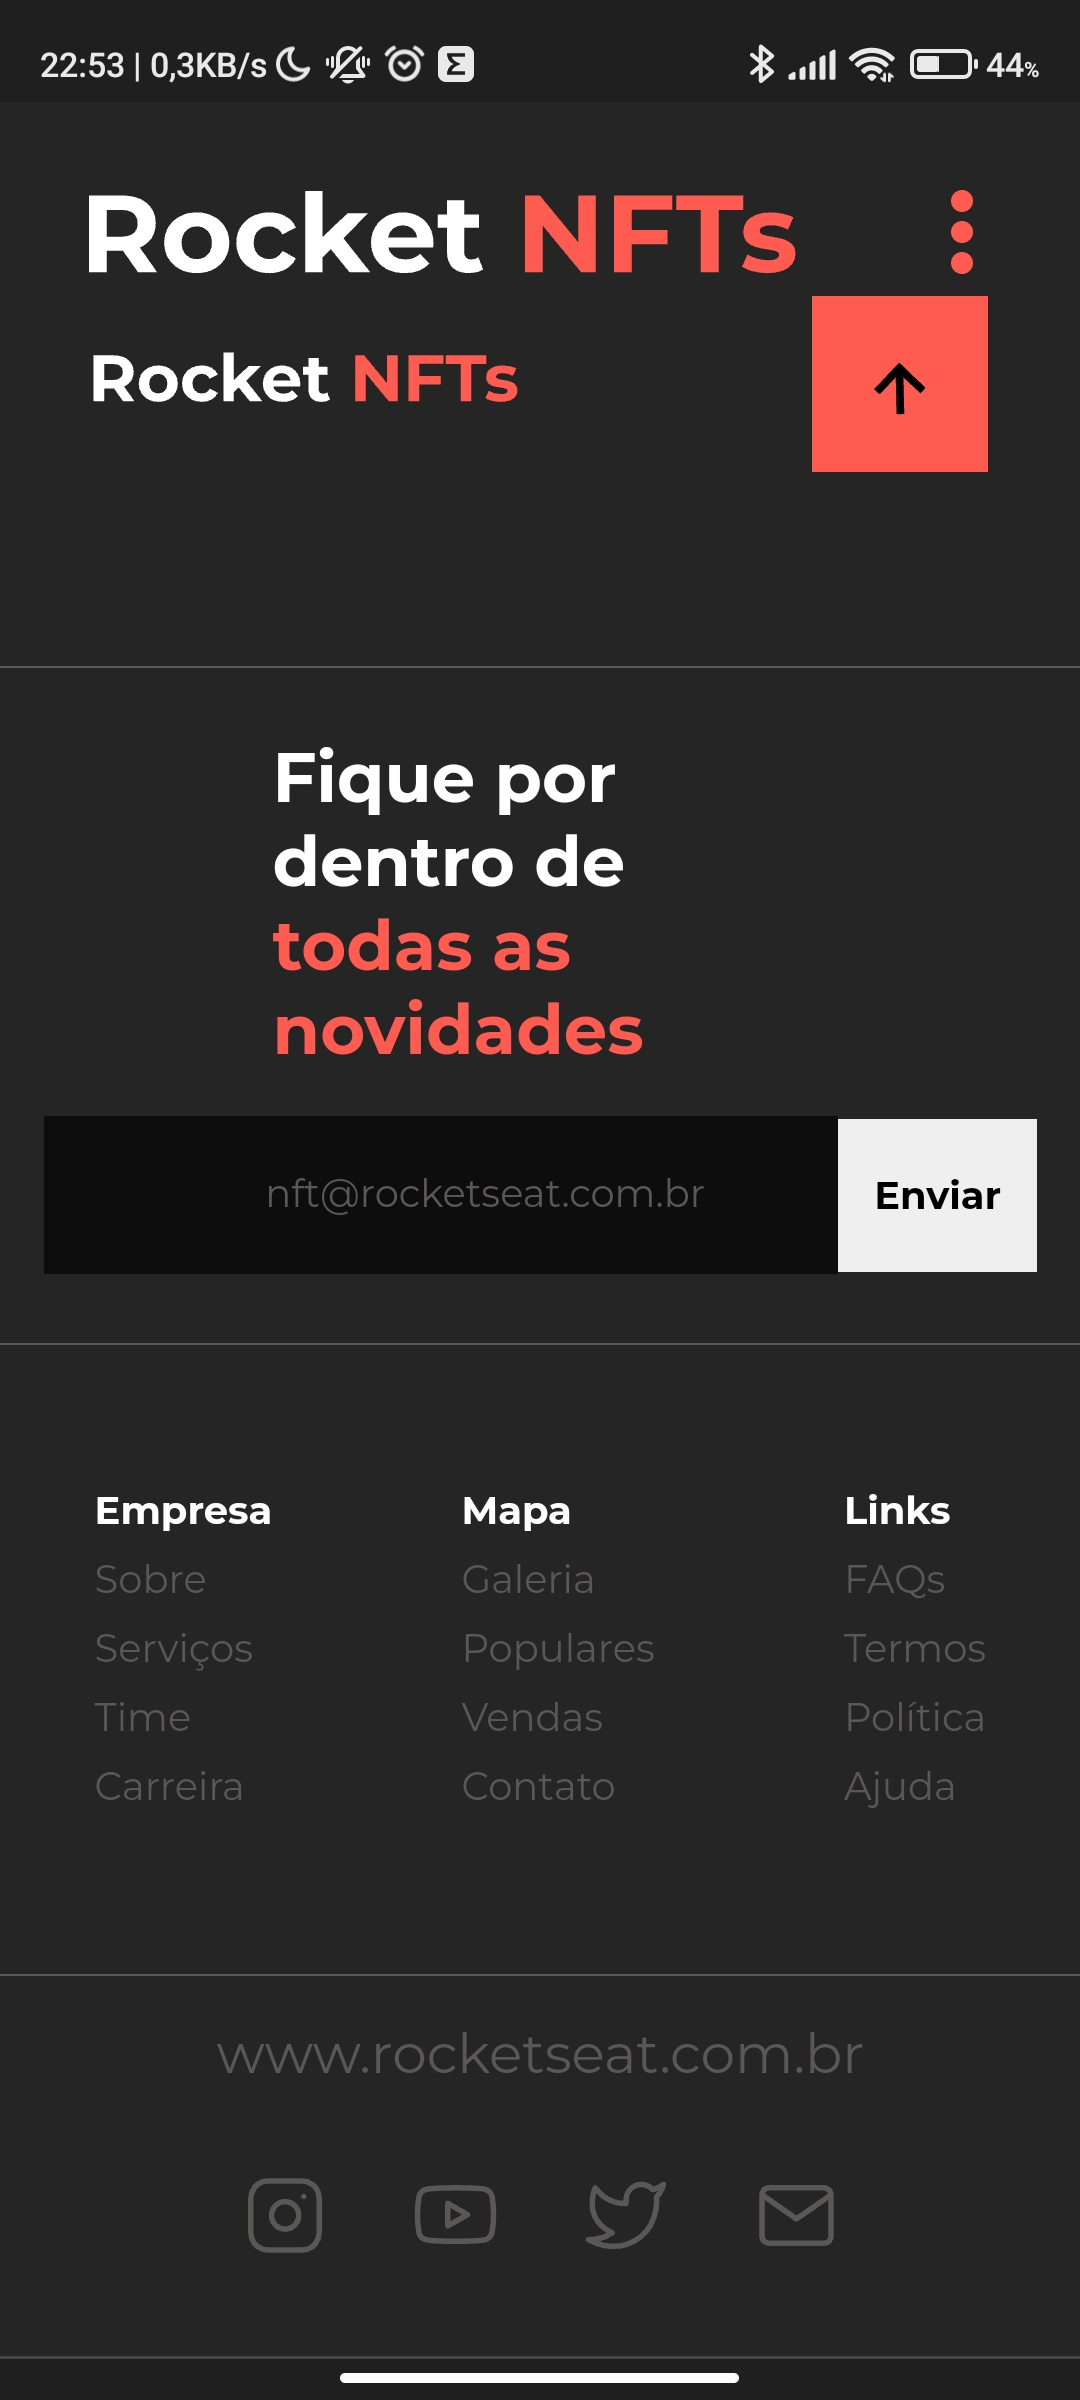 22:53 | 0,3KB/s
44%
Rocket NFTs
Rocket NFTs
Fique por
dentro de
todas as
novidades
nft@rocketseat.com.br
Enviar
Empresa
Sobre
Serviços
Time
Carreira
Mapa
Galeria
Populares
Vendas
Contato
Links
FAQs
Termos
Política
Ajuda
www.rocketseat.com.br